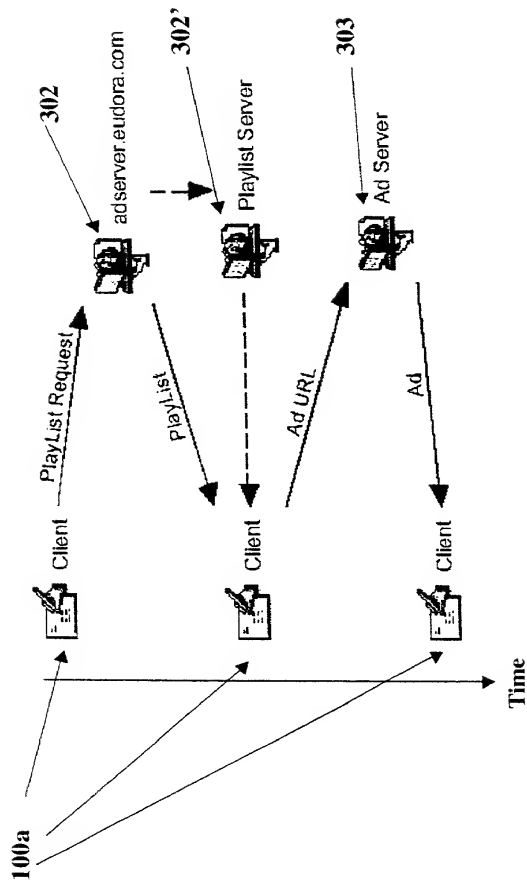 302
adserver.eudora.com
302’
Playlist Server
303
Ad Server
PlayList Request
PlayList
Ad URL
Ad
Client
Client
Client
100a
Time